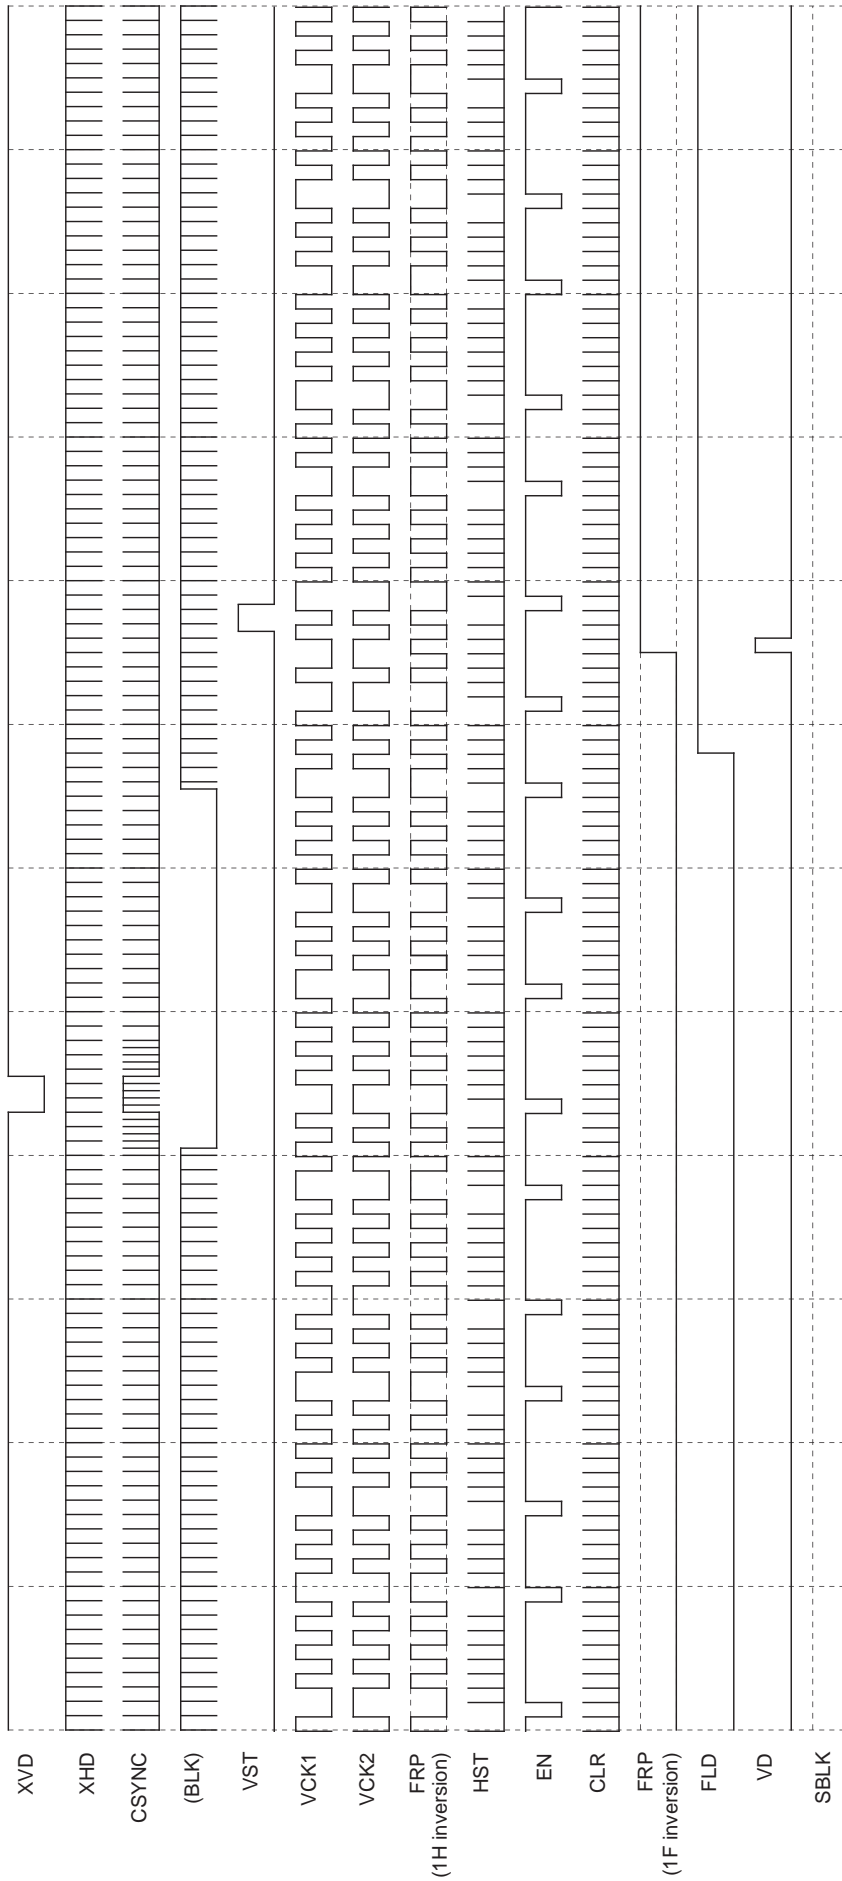 XVD
XHD
CSYNC
(BLK)
VST
VCK1
VCK2
FRP
(1H inversion)
HST
EN
CLR
FRP
(1F inversion)
FLD
VD
SBLK